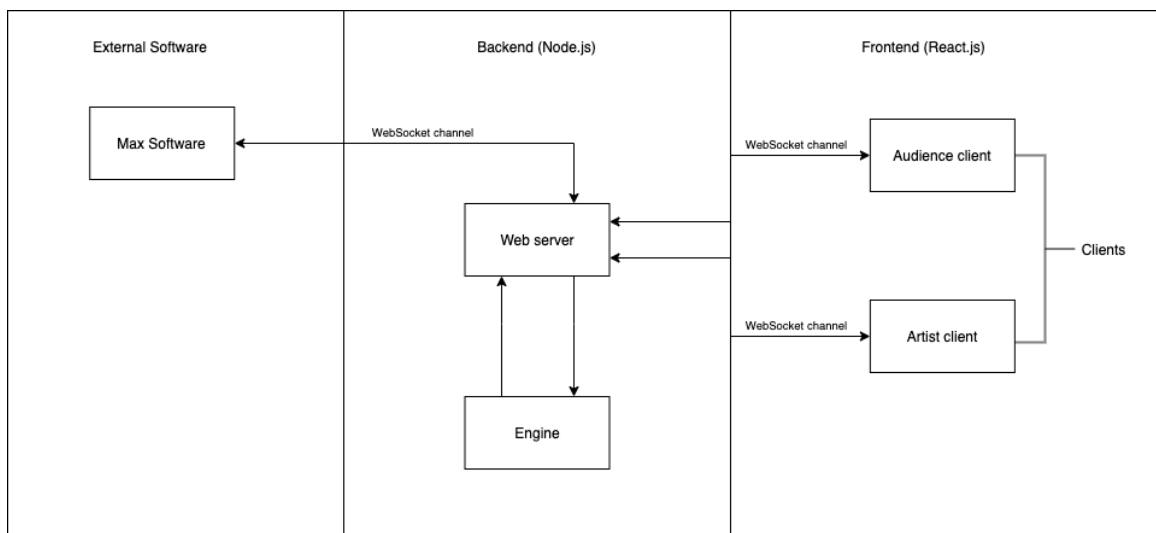 External Software
Backend (Node.js)
Frontend (React.js)
Max Software
WebSocket channel
WebSocket channel
Audience client
Web server
Clients
WebSocket channel
Artist client
Engine